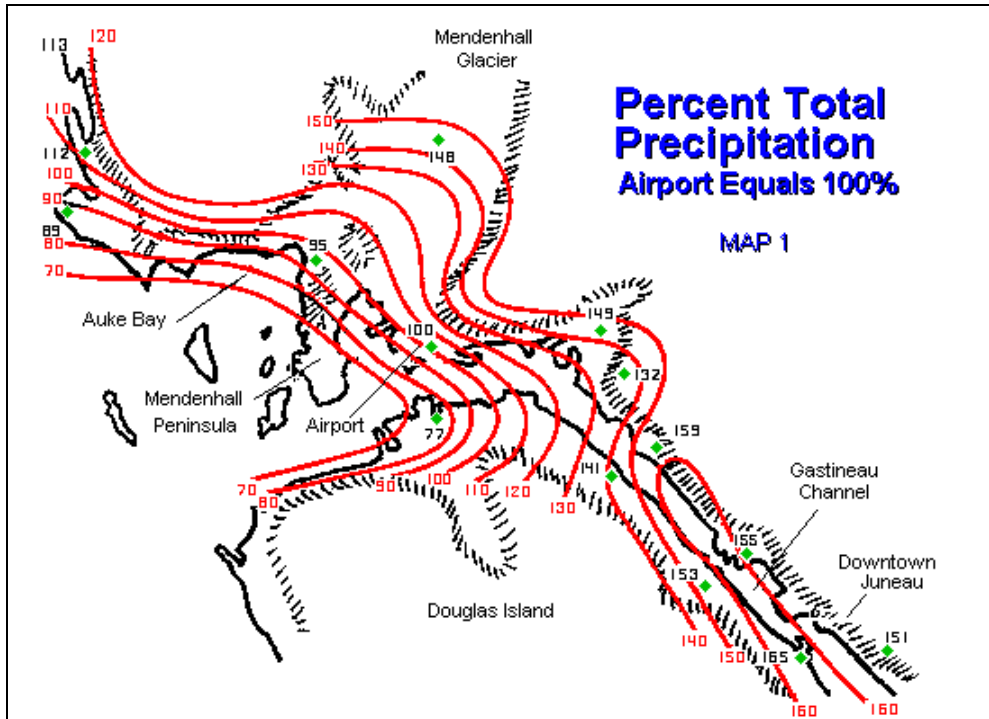 113
120
Mendenhall
Glacier
Percent Total
Precipitation
Airport Equals 100%
MAP 1
110
150
140
148
130
112
100
90
89
80
70
95
Auke Bay
149
100
132
Mendenhall
Peninsula
Airport
77
159
141
Gastineau
Channel
70
80
90
100
110
120
130
155
Downtown
Juneau
153
Douglas Island
140
150
165
151
160
160